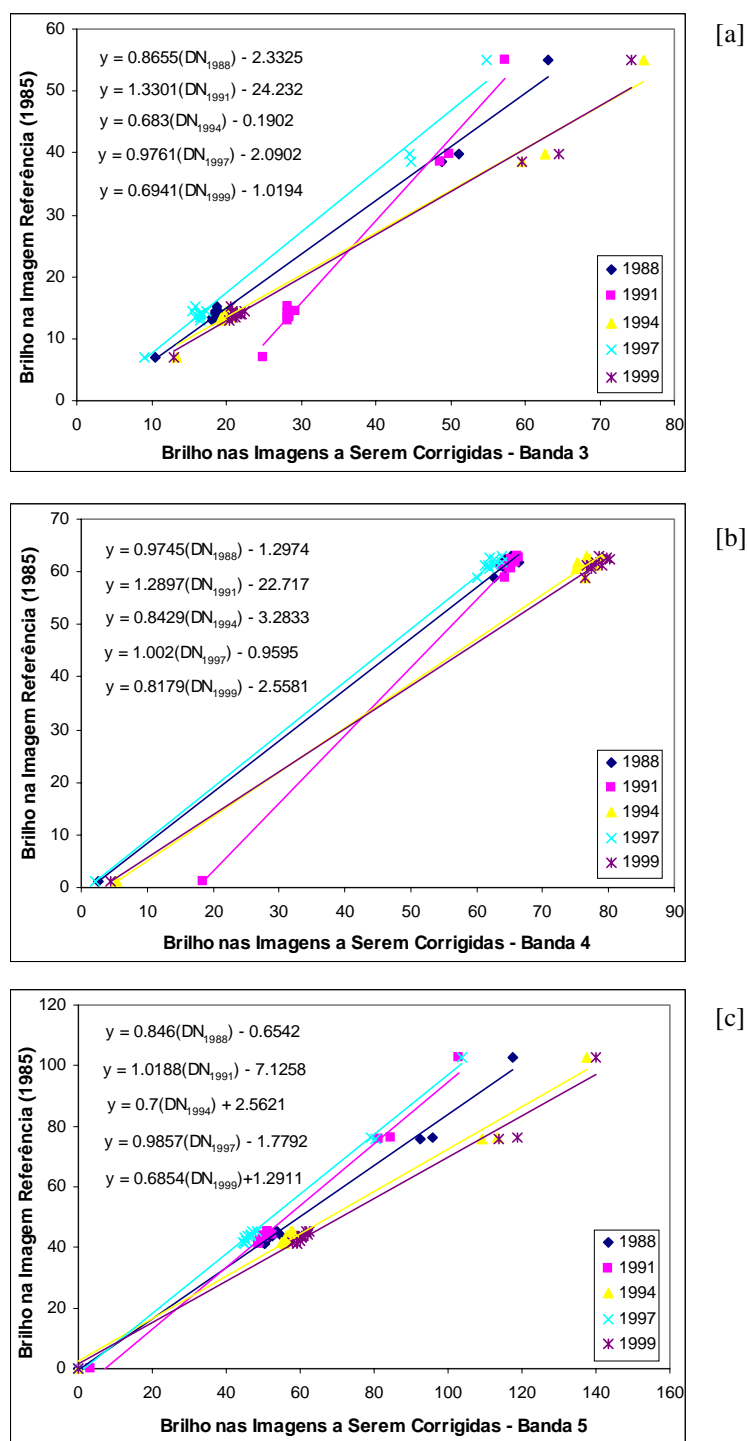 [a]
Brilho na Imagem Referência (1985)
60
50
40
30
20
10
0
y = 0.8655(DN1988) - 2.3325
y = 1.3301(DN1991) - 24.232
y = 0.683(DN1994) - 0.1902
y = 0.9761(DN1997) - 2.0902
y = 0.6941(DN1999) - 1.0194
1988
1991
1994
1997
1999
0 10 20 30 40 50 60 70 80
Brilho nas Imagens a Serem Corrigidas - Banda 3
[b]
Brilho na Imagem Referência (1985)
70
60
50
40
30
20
10
0
y = 0.9745(DN1988) - 1.2974
y = 1.2897(DN1991) - 22.717
y = 0.8429(DN1994) - 3.2833
y = 1.002(DN1997) - 0.9595
y = 0.8179(DN1999) - 2.5581
1988
1991
1994
1997
1999
0 10 20 30 40 50 60 70 80 90
Brilho nas Imagens a Serem Corrigidas - Banda 4
[c]
Brilho na Imagem Referência (1985)
120
100
80
60
40
20
0
y = 0.846(DN1988) - 0.6542
y = 1.0188(DN1991) - 7.1258
y = 0.7(DN1994) + 2.5621
y = 0.9857(DN1997) - 1.7792
y = 0.6854(DN1999)+1.2911
1988
1991
1994
1997
1999
0 20 40 60 80 100 120 140 160
Brilho nas Imagens a Serem Corrigidas - Banda 5